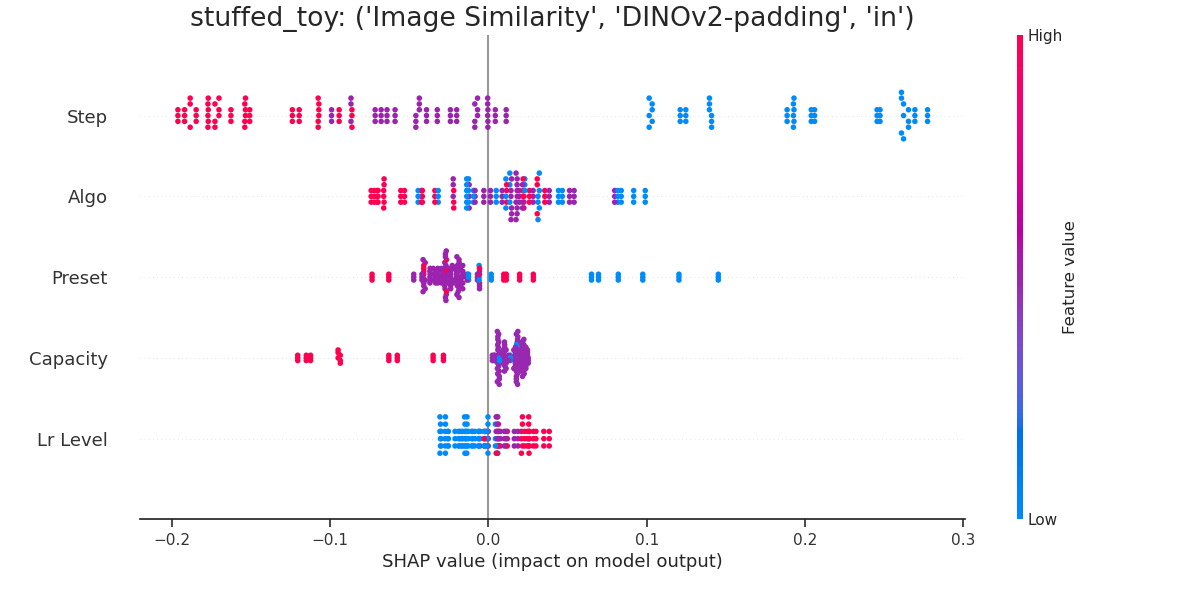 stuffed_toy: ('Image Similarity', 'DINOv2-padding', 'in')
High
Step
Algo
Preset
Capacity
Lr Level
Feature value
Low
−0.2 −0.1 0.0 0.1 0.2 0.3
SHAP value (impact on model output)